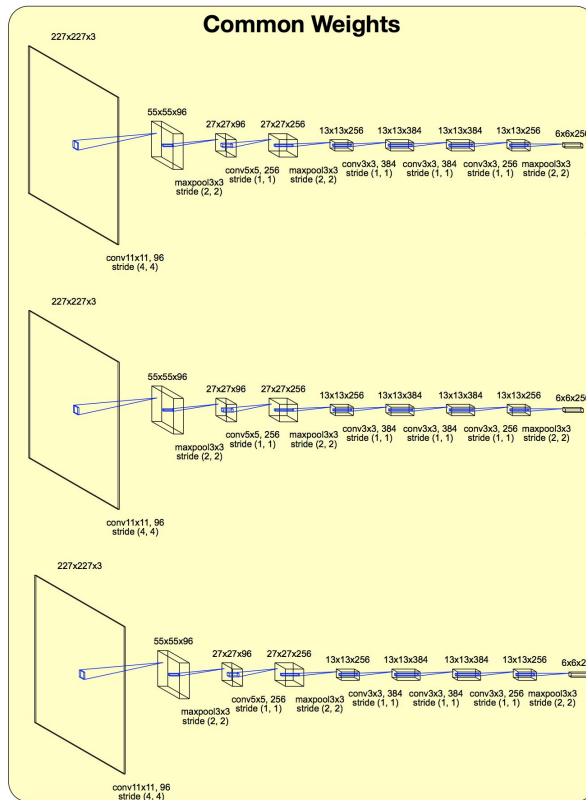 Common Weights
227x227x3
55x55x96
27x27x96
27x27x256
13x13x256
13x13x384
13x13x384
13x13x256
6x6x256
maxpool3x3
stride (2, 2)
conv5x5, 256
stride (1, 1)
maxpool3x3
stride (2, 2)
conv3x3, 384
stride (1, 1)
conv3x3, 384
stride (1, 1)
conv3x3, 256
stride (1, 1)
maxpool3x3
stride (2, 2)
conv11x11, 96
stride (4, 4)
227x227x3
55x55x96
27x27x96
27x27x256
13x13x256
13x13x384
13x13x384
13x13x256
6x6x256
maxpool3x3
stride (2, 2)
conv5x5, 256
stride (1, 1)
maxpool3x3
stride (2, 2)
conv3x3, 384
stride (1, 1)
conv3x3, 384
stride (1, 1)
conv3x3, 256
stride (1, 1)
maxpool3x3
stride (2, 2)
conv11x11, 96
stride (4, 4)
227x227x3
55x55x96
27x27x96
27x27x256
13x13x256
13x13x384
13x13x384
13x13x256
maxpool3x3
stride (2, 2)
conv5x5, 256
stride (1, 1)
maxpool3x3
stride (2, 2)
conv3x3, 384
stride (1, 1)
conv3x3, 384
stride (1, 1)
conv3x3, 256
stride (1, 1)
maxpool3x3
stride (2, 2)
conv11x11, 96
stride (4, 4)